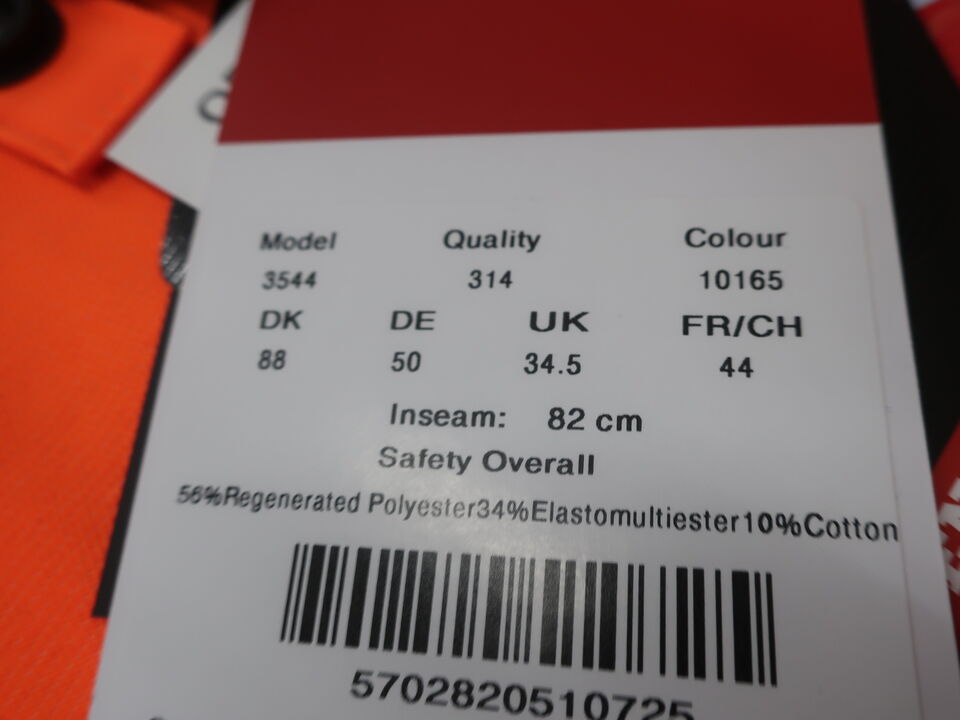 Model Quality Colour
3544 314 10165
DK DE UK FR/CH
88 50 34.5 44
Inseam: 82 cm
Safety Overall
56%Regenerated Polyester34%Elastomultiester10%Cotton
5702820510725